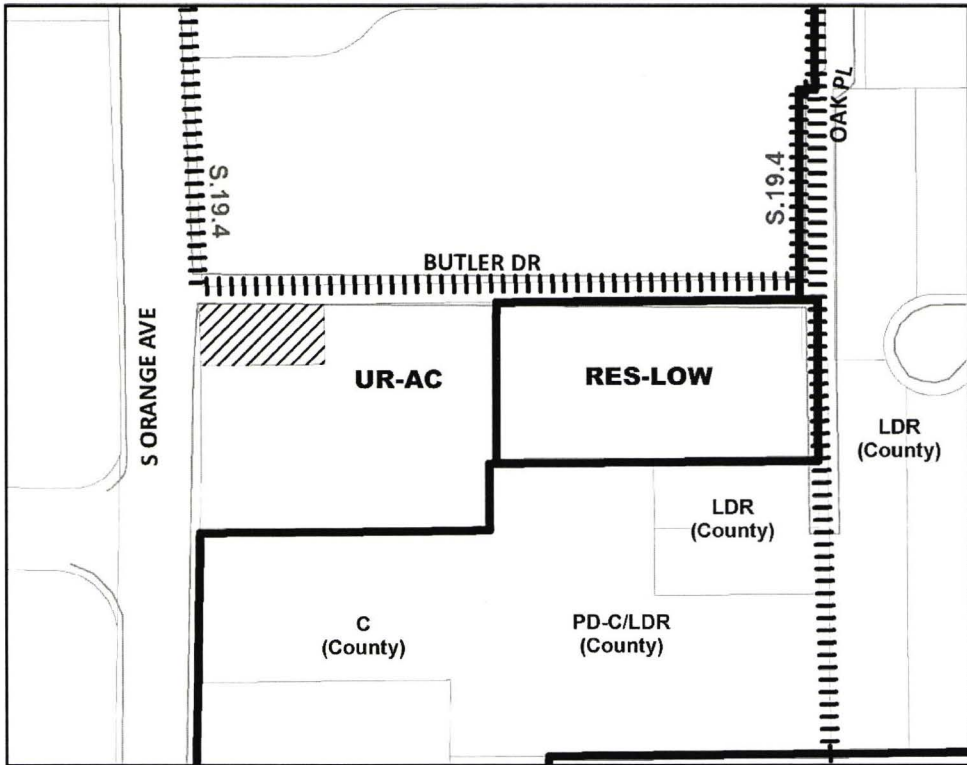 OAK PL
S.19.4
S.19.4
BUTLER DR
S ORANGE AVE
UR-AC
RES-LOW
LDR
(County)
LDR
(County)
C
(County)
PD-C/LDR
(County)